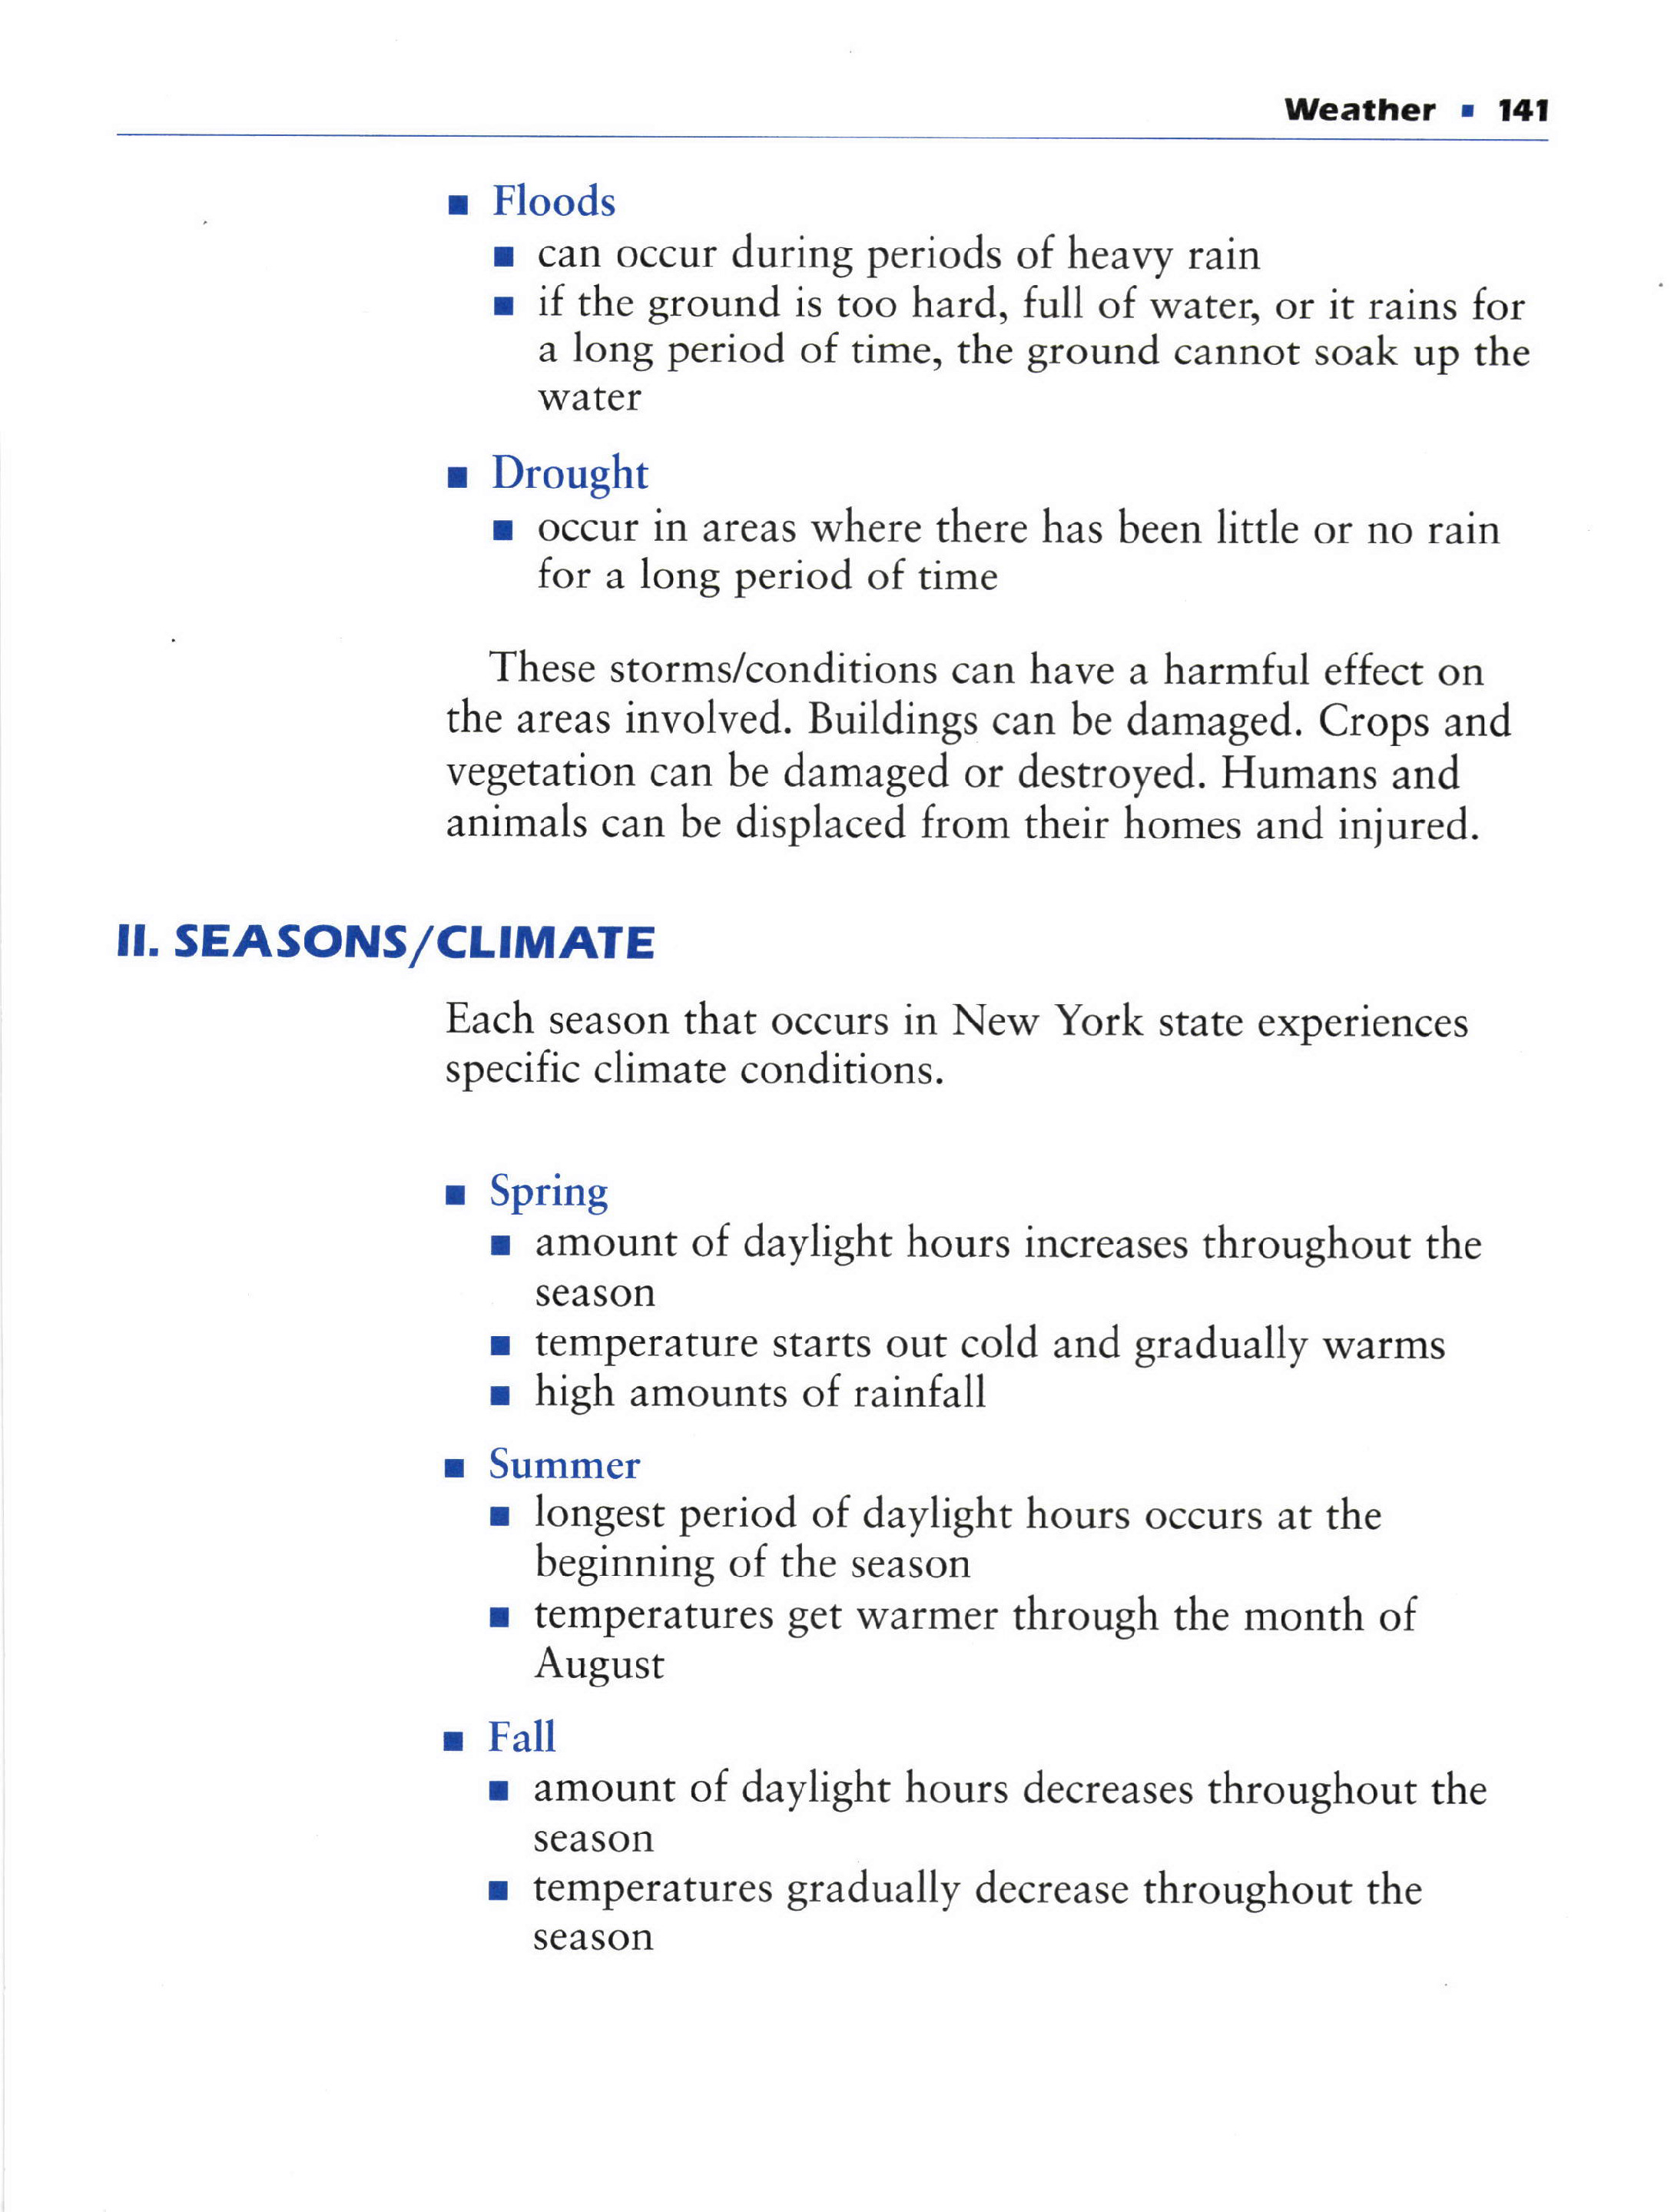 Weather ▪ 141
▪ Floods
▪ can occur during periods of heavy rain
▪ if the ground is too hard, full of water, or it rains for
a long period of time, the ground cannot soak up the
water
▪ Drought
▪ occur in areas where there has been little or no rain
for a long period of time
These storms/conditions can have a harmful effect on
the areas involved. Buildings can be damaged. Crops and
vegetation can be damaged or destroyed. Humans and
animals can be displaced from their homes and injured.
II. SEASONS/CLIMATE
Each season that occurs in New York state experiences
specific climate conditions.
▪ Spring
▪ amount of daylight hours increases throughout the
season
▪ temperature starts out cold and gradually warms
▪ high amounts of rainfall
▪ Summer
▪ longest period of daylight hours occurs at the
beginning of the season
▪ temperatures get warmer through the month of
August
▪ Fall
▪ amount of daylight hours decreases throughout the
season
▪ temperatures gradually decrease throughout the
season